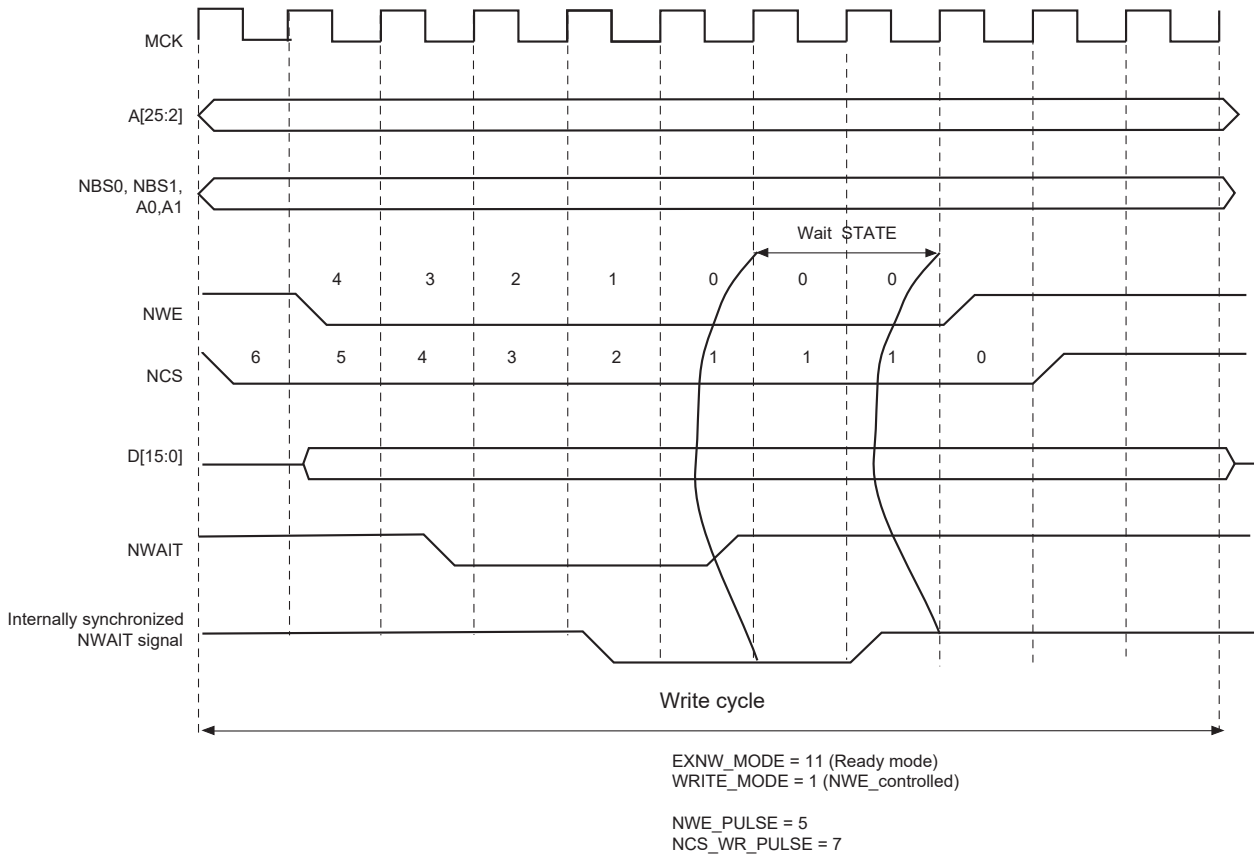 MCK
A[25:2]
NBS0, NBS1,
A0,A1
Wait STATE
4 3 2 1 0 0 0
NWE
6 5 4 3 2 1 1 1 0
NCS
D[15:0]
NWAIT
Internally synchronized
NWAIT signal
Write cycle
EXNW_MODE = 11 (Ready mode)
WRITE_MODE = 1 (NWE_controlled)
NWE_PULSE = 5
NCS_WR_PULSE = 7